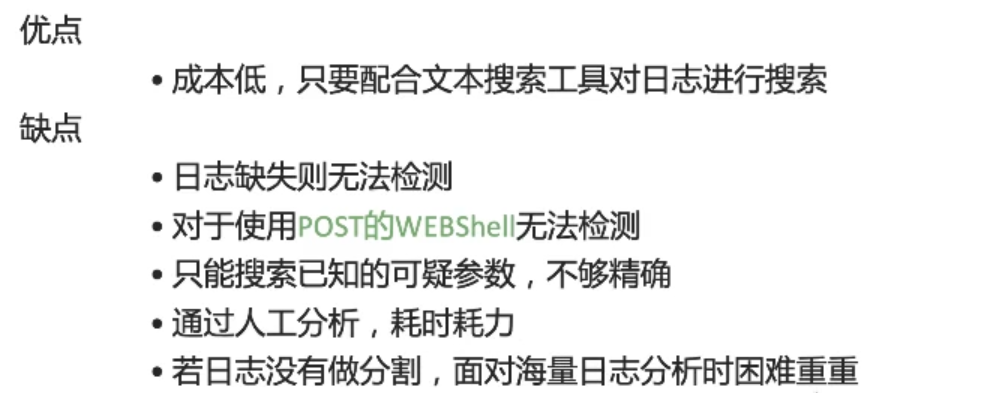 优点
• 成本低，只要配合文本搜索工具对日志进行搜索
缺点
• 日志缺失则无法检测
• 对于使用POST的WEBShell无法检测
• 只能搜索已知的可疑参数，不够精确
• 通过人工分析，耗时耗力
• 若日志没有做分割，面对海量日志分析时困难重重